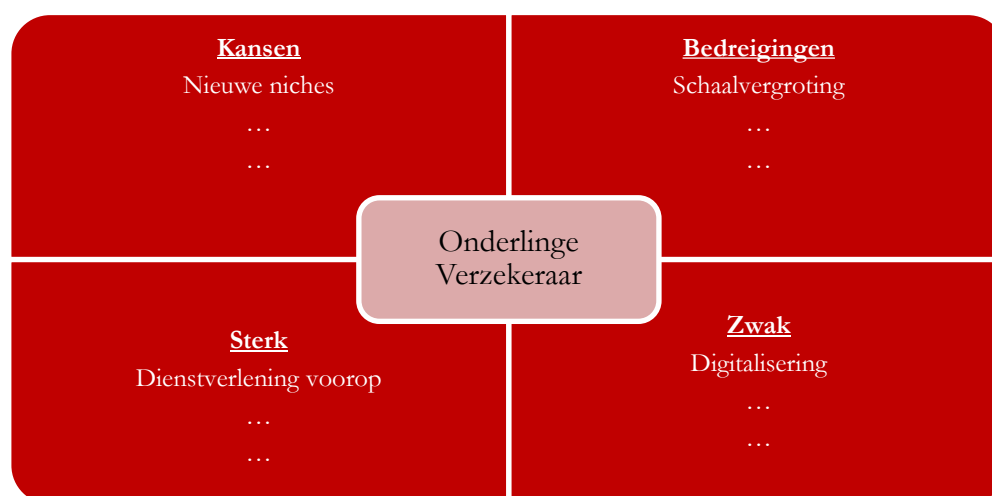 Kansen
Nieuwe niches
…
…
Bedreigingen
Schaalvergroting
…
…
Onderlinge
Verzekeraar
Sterk
Dienstverlening voorop
…
…
Zwak
Digitalisering
…
…